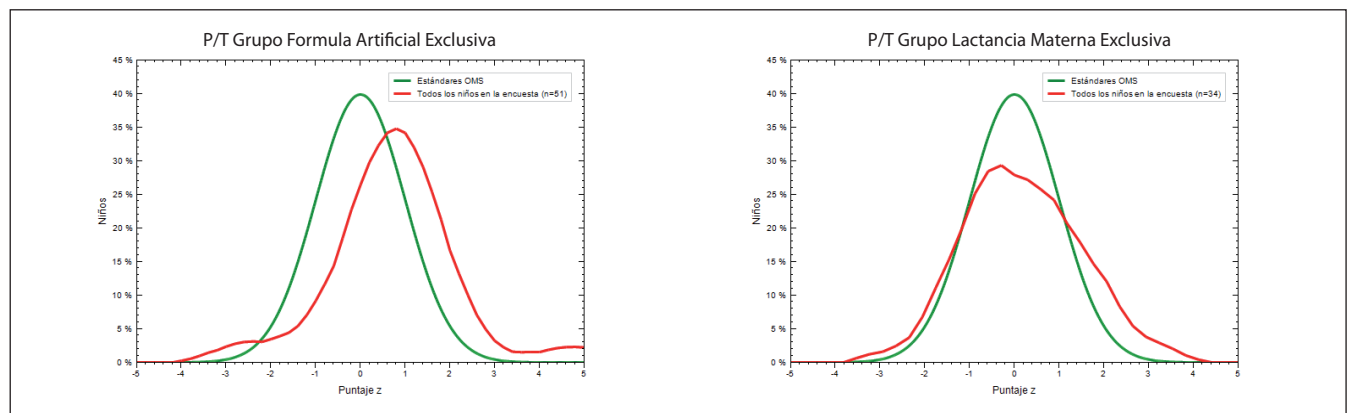 P/T Grupo Formula Artificial Exclusiva
45 %
40 %
35 %
30 %
25 %
20 %
15 %
10 %
5 %
0 %
Niños
Estándares OMS
Todos los niños en la encuesta (n=51)
-5 -4 -3 -2 -1 0 1 2 3 4 5
Puntaje z
P/T Grupo Lactancia Materna Exclusiva
45 %
40 %
35 %
30 %
25 %
20 %
15 %
10 %
5 %
0 %
Niños
Estándares OMS
Todos los niños en la encuesta (n=34)
-5 -4 -3 -2 -1 0 1 2 3 4 5
Puntaje z